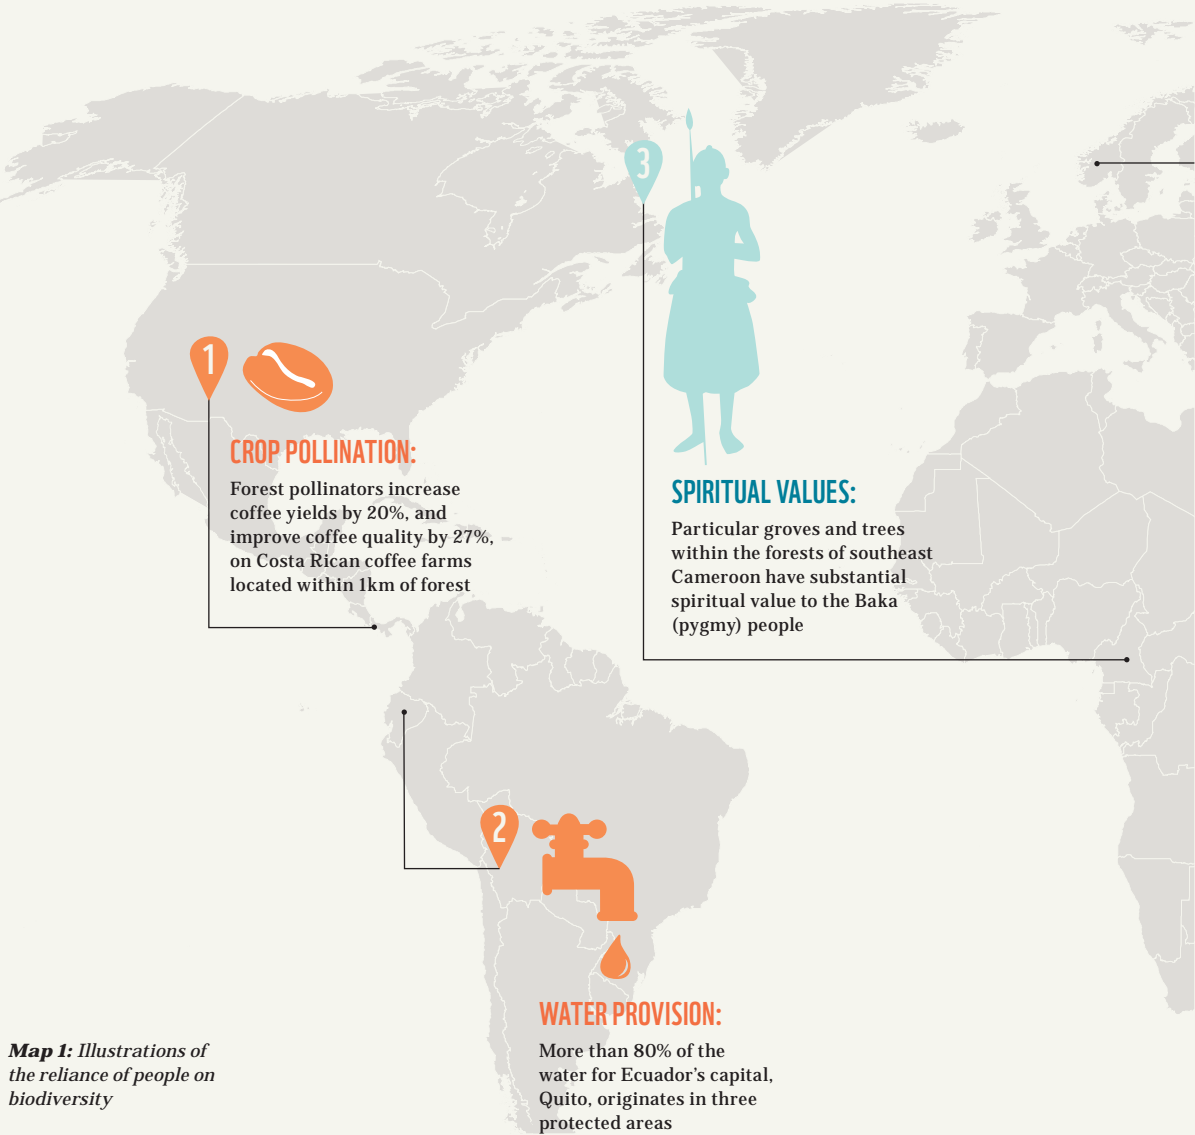 1
CROP POLLINATION:
Forest pollinators increase
coffee yields by 20%, and
improve coffee quality by 27%,
on Costa Rican coffee farms
located within 1km of forest
3
SPIRITUAL VALUES:
Particular groves and trees
within the forests of southeast
Cameroon have substantial
spiritual value to the Baka
(pygmy) people
2
WATER PROVISION:
More than 80% of the
water for Ecuador's capital,
Quito, originates in three
protected areas
Map 1: Illustrations of
the reliance of people on
biodiversity